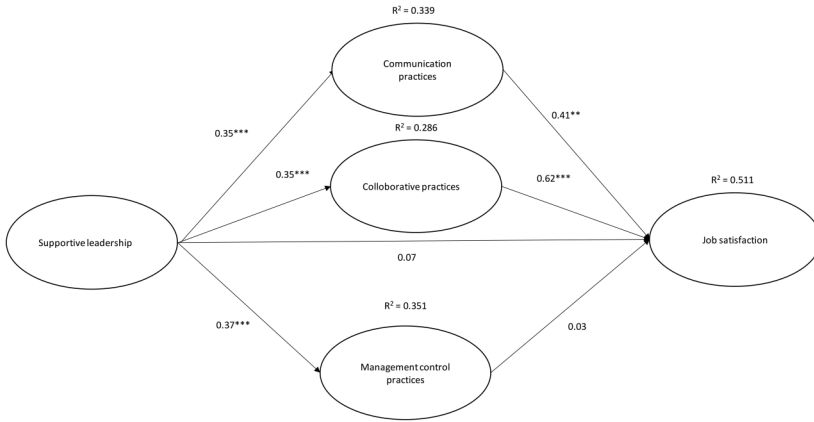 R² = 0.339
Communication
practices
0.35***
0.41**
R² = 0.286
0.35***
Colloborative practices
0.62***
R² = 0.511
Supportive leadership
Job satisfaction
0.07
R² = 0.351
0.37***
0.03
Management control
practices